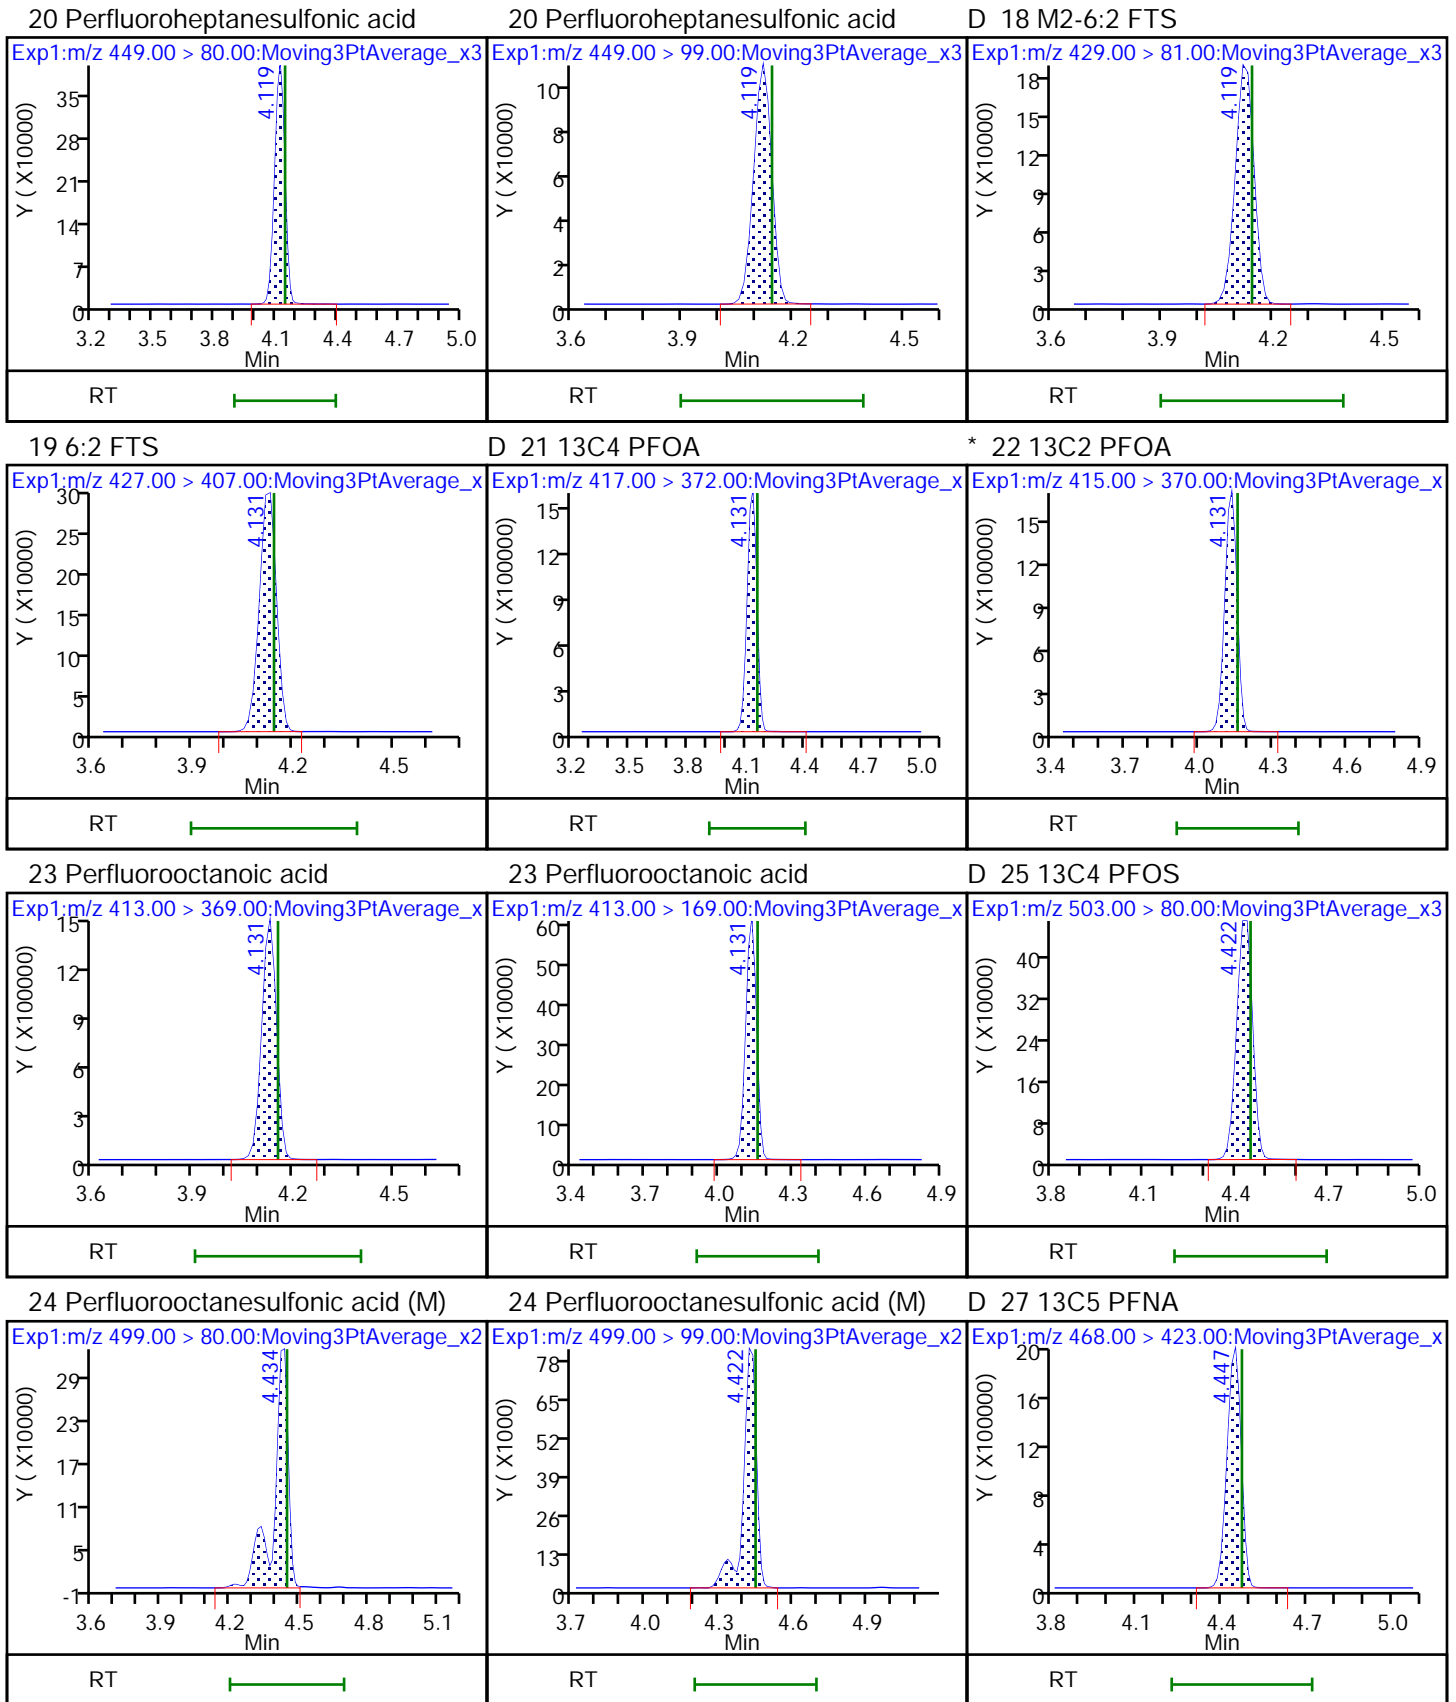 20 Perfluoroheptanesulfonic acid
Exp1:m/z 449.00 > 80.00:Moving3PtAverage_x3
4.119
Y ( X10000)
35
28
21
14
7
0
3.2 3.5 3.8 4.1 4.4 4.7 5.0
Min
RT
20 Perfluoroheptanesulfonic acid
Exp1:m/z 449.00 > 99.00:Moving3PtAverage_x3
4.119
Y ( X10000)
10
8
6
4
2
0
3.6 3.9 4.2 4.5
Min
RT
D 18 M2-6:2 FTS
Exp1:m/z 429.00 > 81.00:Moving3PtAverage_x3
4.119
Y ( X10000)
18
15
12
9
6
3
0
3.6 3.9 4.2 4.5
Min
RT
19 6:2 FTS
Exp1:m/z 427.00 > 407.00:Moving3PtAverage_x
4.131
Y ( X10000)
30
25
20
15
10
5
0
3.6 3.9 4.2 4.5
Min
RT
D 21 13C4 PFOA
Exp1:m/z 417.00 > 372.00:Moving3PtAverage_x
4.131
Y ( X100000)
15
12
9
6
3
0
3.2 3.5 3.8 4.1 4.4 4.7 5.0
Min
RT
* 22 13C2 PFOA
Exp1:m/z 415.00 > 370.00:Moving3PtAverage_x
4.131
Y ( X100000)
15
12
9
6
3
0
3.4 3.7 4.0 4.3 4.6 4.9
Min
RT
23 Perfluorooctanoic acid
Exp1:m/z 413.00 > 369.00:Moving3PtAverage_x
4.131
Y ( X100000)
15
12
9
6
3
0
3.6 3.9 4.2 4.5
Min
RT
23 Perfluorooctanoic acid
Exp1:m/z 413.00 > 169.00:Moving3PtAverage_x
4.131
Y ( X10000)
60
50
40
30
20
10
0
3.4 3.7 4.0 4.3 4.6 4.9
Min
RT
D 25 13C4 PFOS
Exp1:m/z 503.00 > 80.00:Moving3PtAverage_x3
4.422
Y ( X10000)
40
32
24
16
8
0
3.8 4.1 4.4 4.7 5.0
Min
RT
24 Perfluorooctanesulfonic acid (M)
Exp1:m/z 499.00 > 80.00:Moving3PtAverage_x2
4.434
Y ( X10000)
29
23
17
11
5
-1
3.6 3.9 4.2 4.5 4.8 5.1
Min
RT
24 Perfluorooctanesulfonic acid (M)
Exp1:m/z 499.00 > 99.00:Moving3PtAverage_x2
4.422
Y ( X1000)
78
65
52
39
26
13
0
3.7 4.0 4.3 4.6 4.9
Min
RT
D 27 13C5 PFNA
Exp1:m/z 468.00 > 423.00:Moving3PtAverage_x
4.447
Y ( X100000)
20
16
12
8
4
0
3.8 4.1 4.4 4.7 5.0
Min
RT